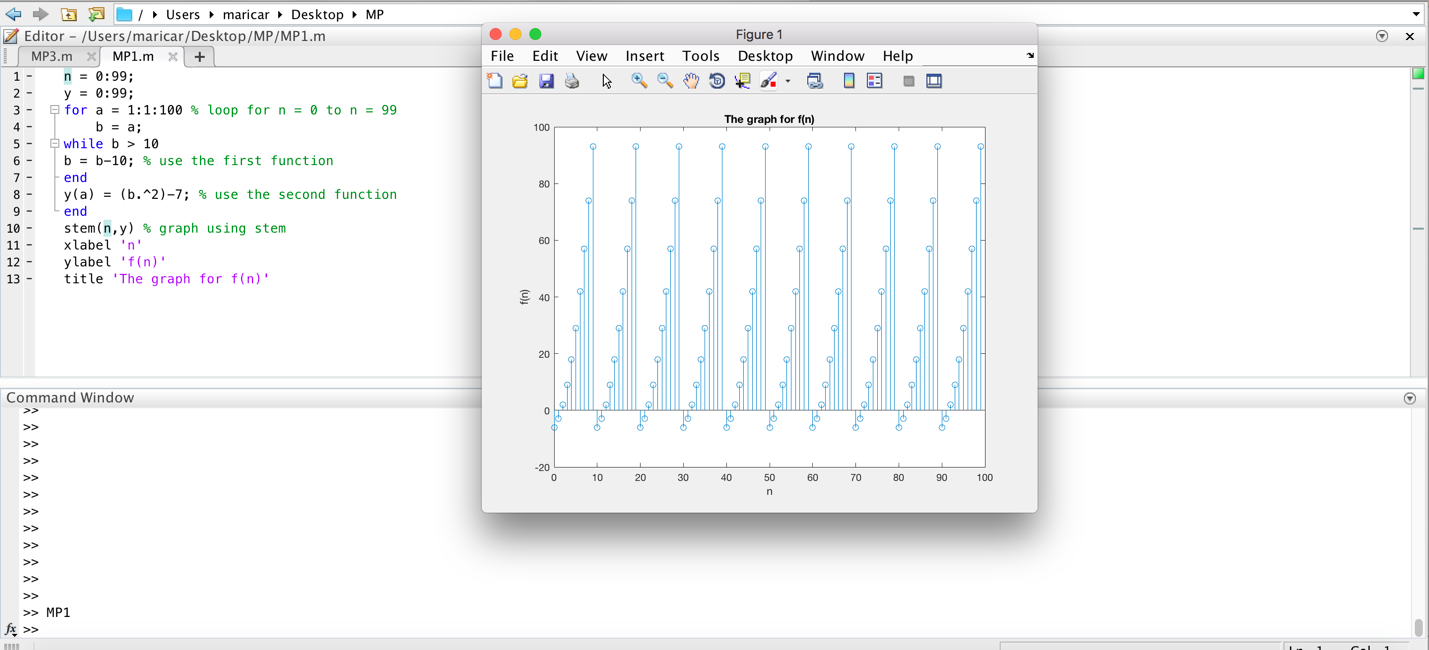 / ▸ Users ▸ maricar ▸ Desktop ▸ MP
Editor – /Users/maricar/Desktop/MP/MP1.m
MP3.m MP1.m +
1 – n = 0:99;
2 – y = 0:99;
3 – for a = 1:1:100 % loop for n = 0 to n = 99
4 – b = a;
5 – while b > 10
6 – b = b-10; % use the first function
7 – end
8 – y(a) = (b.^2)-7; % use the second function
9 – end
10 – stem(n,y) % graph using stem
11 – xlabel 'n'
12 – ylabel 'f(n)'
13 – title 'The graph for f(n)'
Figure 1
File Edit View Insert Tools Desktop Window Help
The graph for f(n)
100
80
60
40
20
0
-20
f(n)
0 10 20 30 40 50 60 70 80 90 100
n
Command Window
>>
>>
>>
>>
>>
>>
>>
>>
>>
>>
>>
>>
>> MP1
fx >>